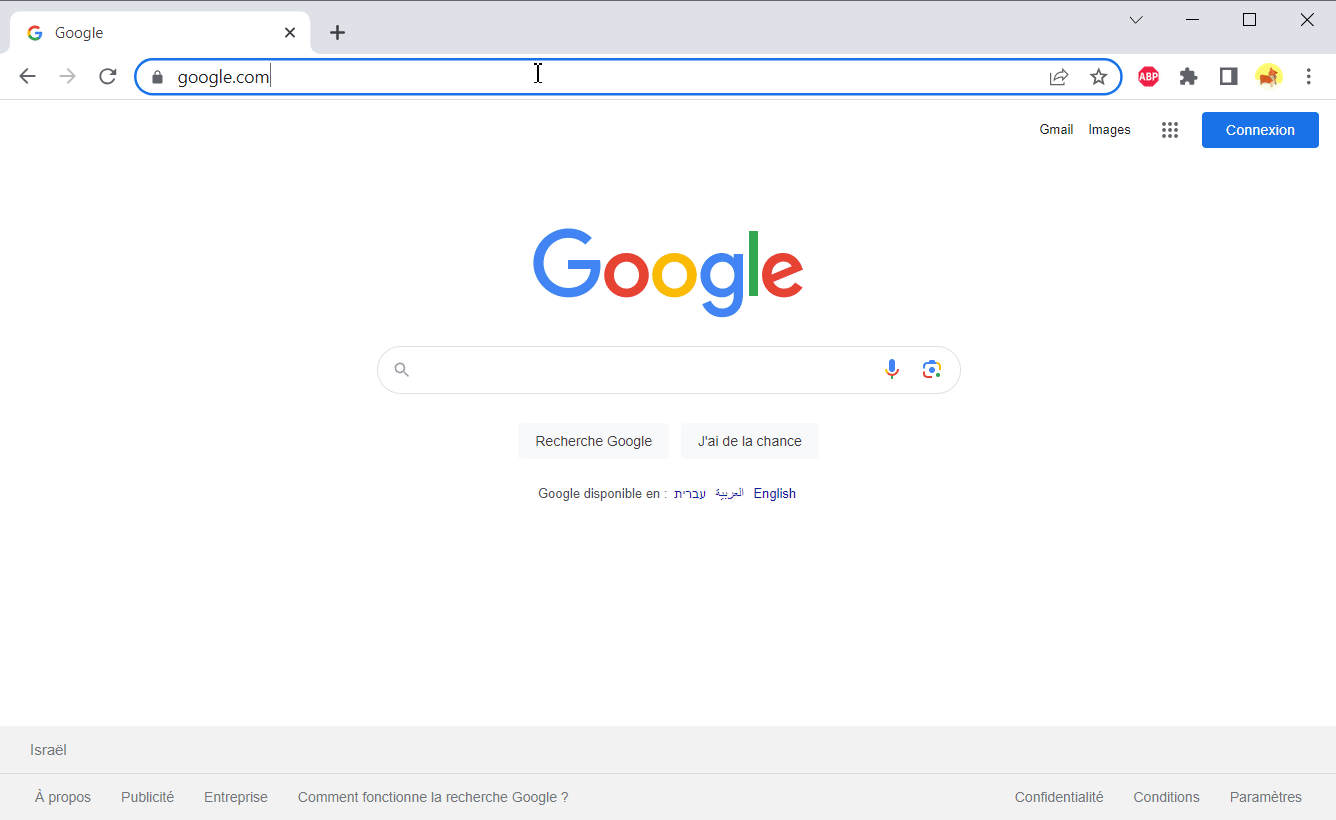 Google
google.com
ABP
Gmail Images Connexion
Google
Recherche Google J'ai de la chance
Google disponible en : עברית العربية English
Israël
À propos Publicité Entreprise Comment fonctionne la recherche Google ? Confidentialité Conditions Paramètres